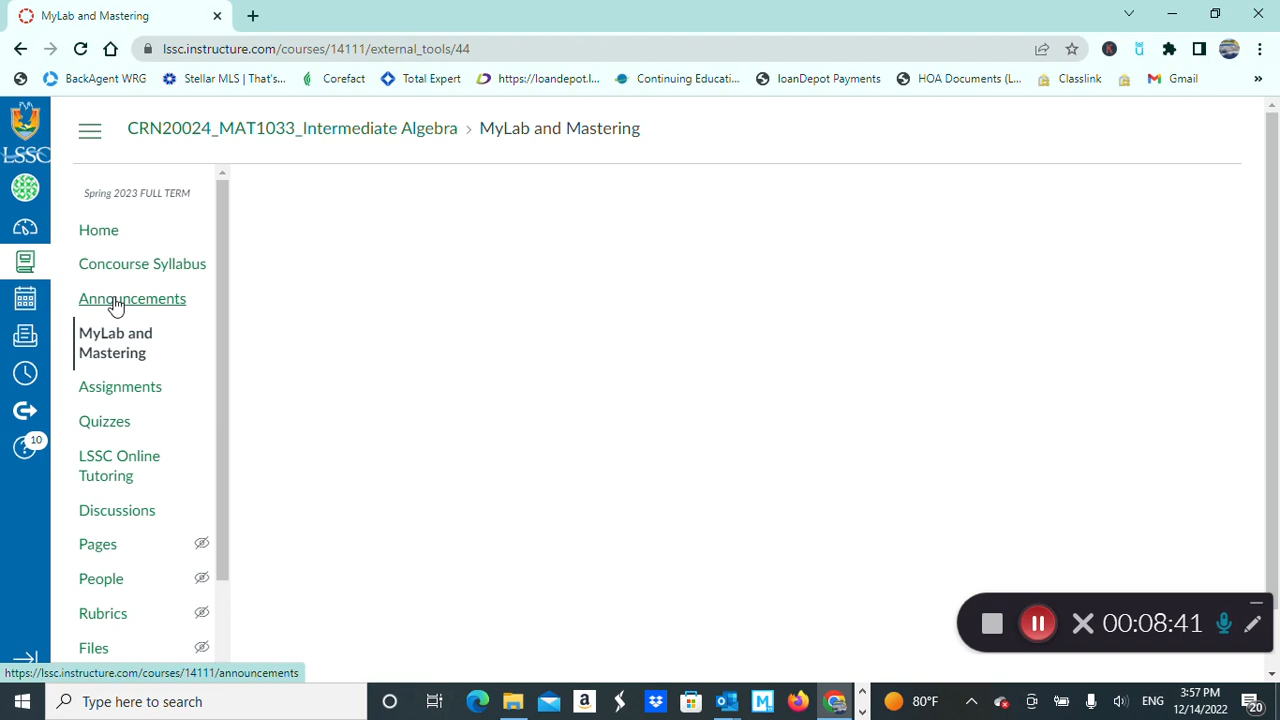 MyLab and Mastering
lssc.instructure.com/courses/14111/external_tools/44
BackAgent WRG
Stellar MLS | That's...
Corefact
Total Expert
https://loandepot.l...
Continuing Educati...
loanDepot Payments
HOA Documents (L...
Classlink
Gmail
»
LSSC
CRN20024_MAT1033_Intermediate Algebra > MyLab and Mastering
Spring 2023 FULL TERM
Home
Concourse Syllabus
Announcements
MyLab and
Mastering
Assignments
Quizzes
10
LSSC Online
Tutoring
Discussions
Pages
People
Rubrics
Files
00:08:41
https://lssc.instructure.com/courses/14111/announcements
Type here to search
80°F
ENG
3:57 PM
12/14/2022
20